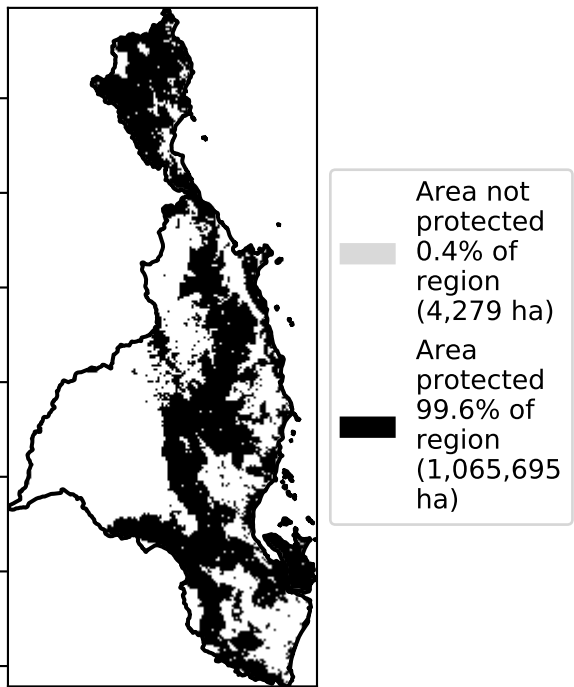 Area not
protected
0.4% of
region
(4,279 ha)
Area
protected
99.6% of
region
(1,065,695
ha)